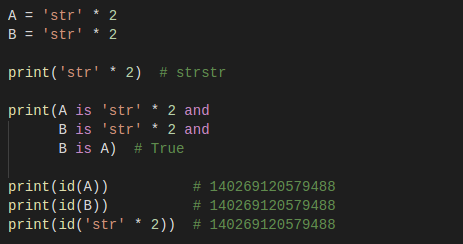 A = 'str' * 2
B = 'str' * 2
print('str' * 2)  # strstr
print(A is 'str' * 2 and
      B is 'str' * 2 and
      B is A)  # True
print(id(A))          # 140269120579488
print(id(B))          # 140269120579488
print(id('str' * 2))  # 140269120579488